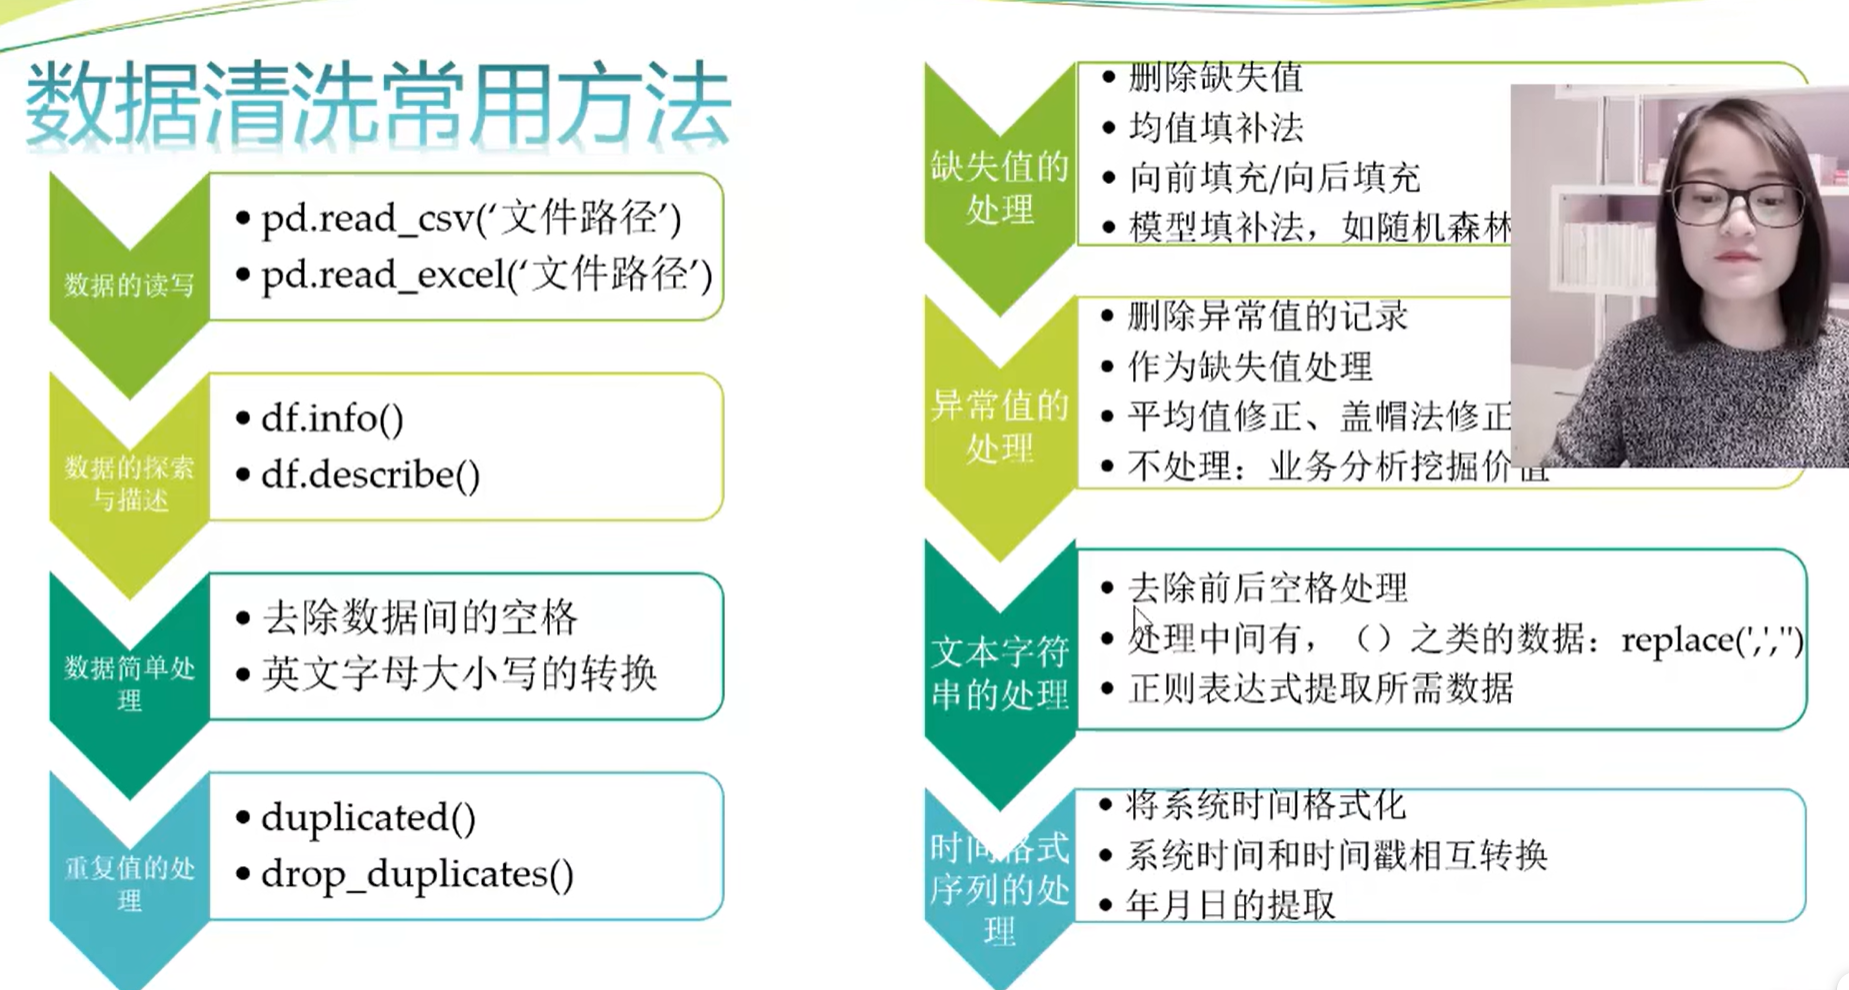 数据清洗常用方法
数据的读写
• pd.read_csv(‘文件路径’)
• pd.read_excel(‘文件路径’)
数据的探索
与描述
• df.info()
• df.describe()
数据简单处
理
• 去除数据间的空格
• 英文字母大小写的转换
重复值的处
理
• duplicated()
• drop_duplicates()
缺失值的
处理
• 删除缺失值
• 均值填补法
• 向前填充/向后填充
• 模型填补法，如随机森林
异常值的
处理
• 删除异常值的记录
• 作为缺失值处理
• 平均值修正、盖帽法修正
• 不处理：业务分析挖掘价值
文本字符
串的处理
• 去除前后空格处理
• 处理中间有，（）之类的数据：replace(',','')
• 正则表达式提取所需数据
时间格式
序列的处
理
• 将系统时间格式化
• 系统时间和时间戳相互转换
• 年月日的提取